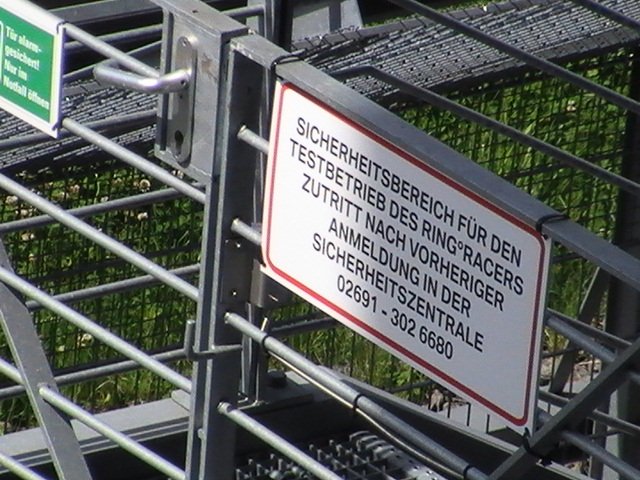 Tür alarm-
gesichert!
Nur im
Notfall öffnen
SICHERHEITSBEREICH FÜR DEN
TESTBETRIEB DES RING°RACERS
ZUTRITT NACH VORHERIGER
ANMELDUNG IN DER
SICHERHEITSZENTRALE
02691 - 302 6680